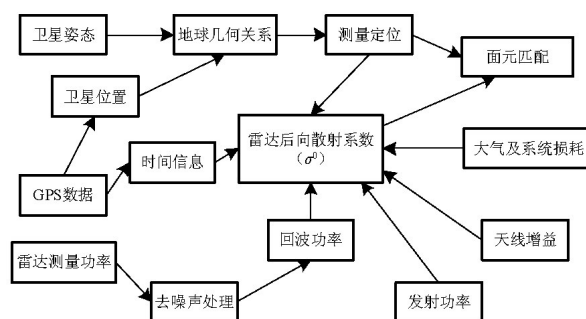 卫星姿态
地球几何关系
测量定位
面元匹配
卫星位置
雷达后向散射系数
（σ⁰）
时间信息
大气及系统损耗
GPS数据
回波功率
天线增益
雷达测量功率
去噪声处理
发射功率